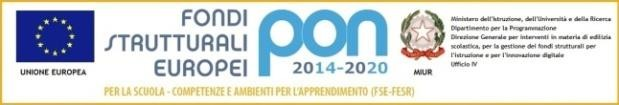 UNIONE EUROPEA
FONDI
STRUTTURALI
EUROPEI
pon
2014-2020
MIUR
Ministero dell'Istruzione, dell'Università e della Ricerca
Dipartimento per la Programmazione
Direzione Generale per interventi in materia di edilizia
scolastica, per la gestione dei fondi strutturali per
l'istruzione e per l'innovazione digitale
Ufficio IV
PER LA SCUOLA - COMPETENZE E AMBIENTI PER L'APPRENDIMENTO (FSE-FESR)